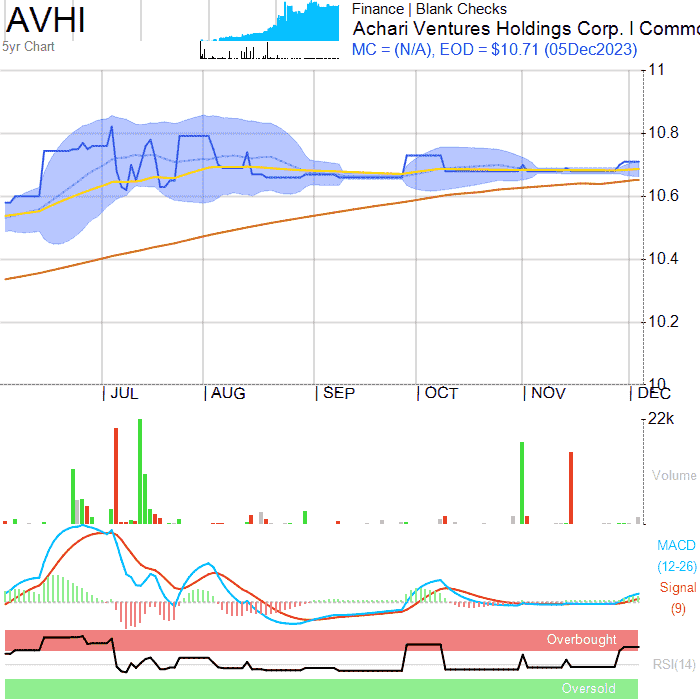 AVHI
5yr Chart
Finance | Blank Checks
Achari Ventures Holdings Corp. I Commo
MC = (N/A), EOD = $10.71 (05Dec2023)
11
10.8
10.6
10.4
10.2
10
JUL AUG SEP OCT NOV DEC
22k
Volume
MACD
(12-26)
Signal
(9)
Overbought
RSI(14)
Oversold